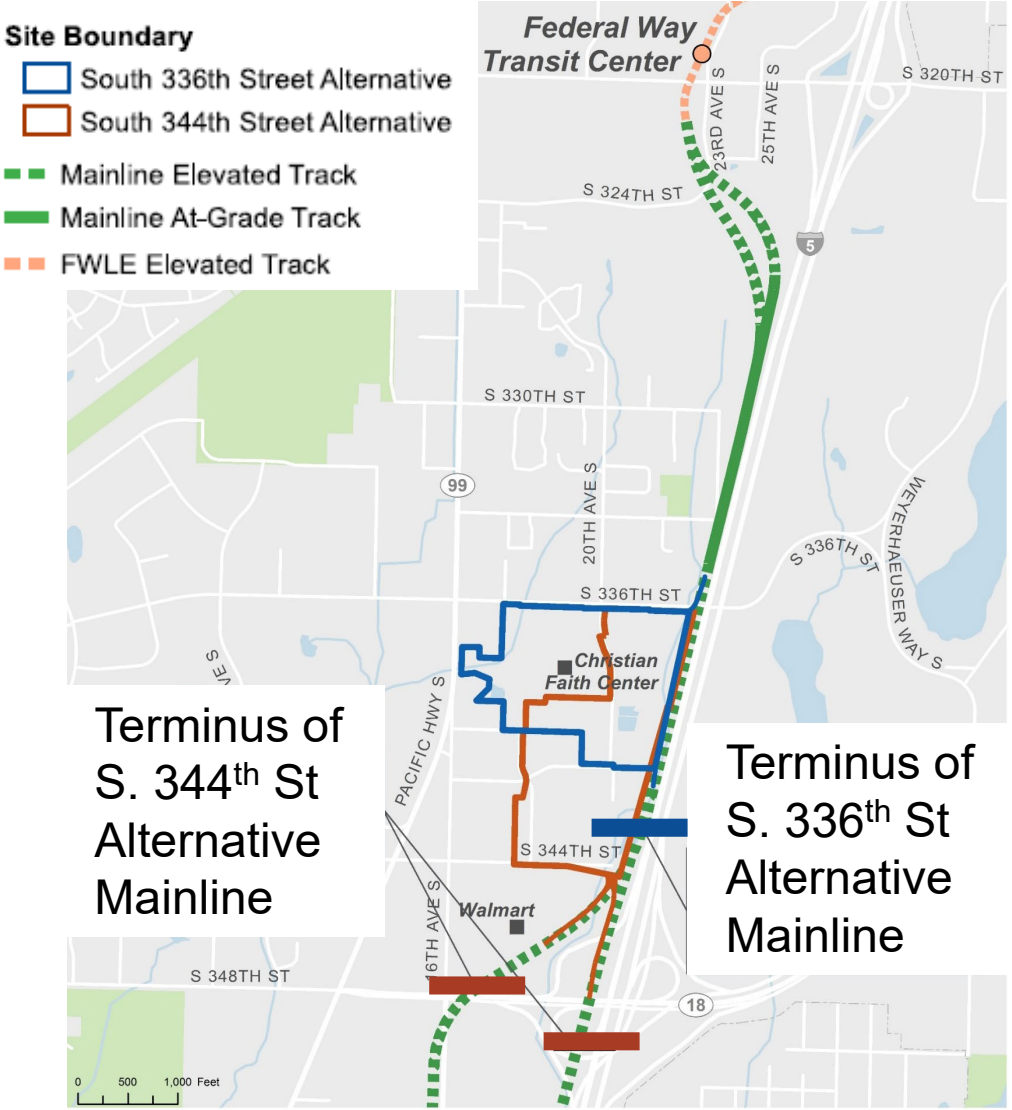 Site Boundary
South 336th Street Alternative
South 344th Street Alternative
Mainline Elevated Track
Mainline At-Grade Track
FWLE Elevated Track
Federal Way
Transit Center
S 320TH ST
23RD AVE S
25TH AVE S
S 324TH ST
5
S 330TH ST
99
20TH AVE S
WEYERHAEUSER WAY S
S 336TH ST
S 336TH ST
Christian
Faith Center
VE S
PACIFIC HWY S
Terminus of
S. 344th St
Alternative
Mainline
Terminus of
S. 336th St
Alternative
Mainline
S 344TH ST
Walmart
16TH AVE S
S 348TH ST
18
0 500 1,000 Feet